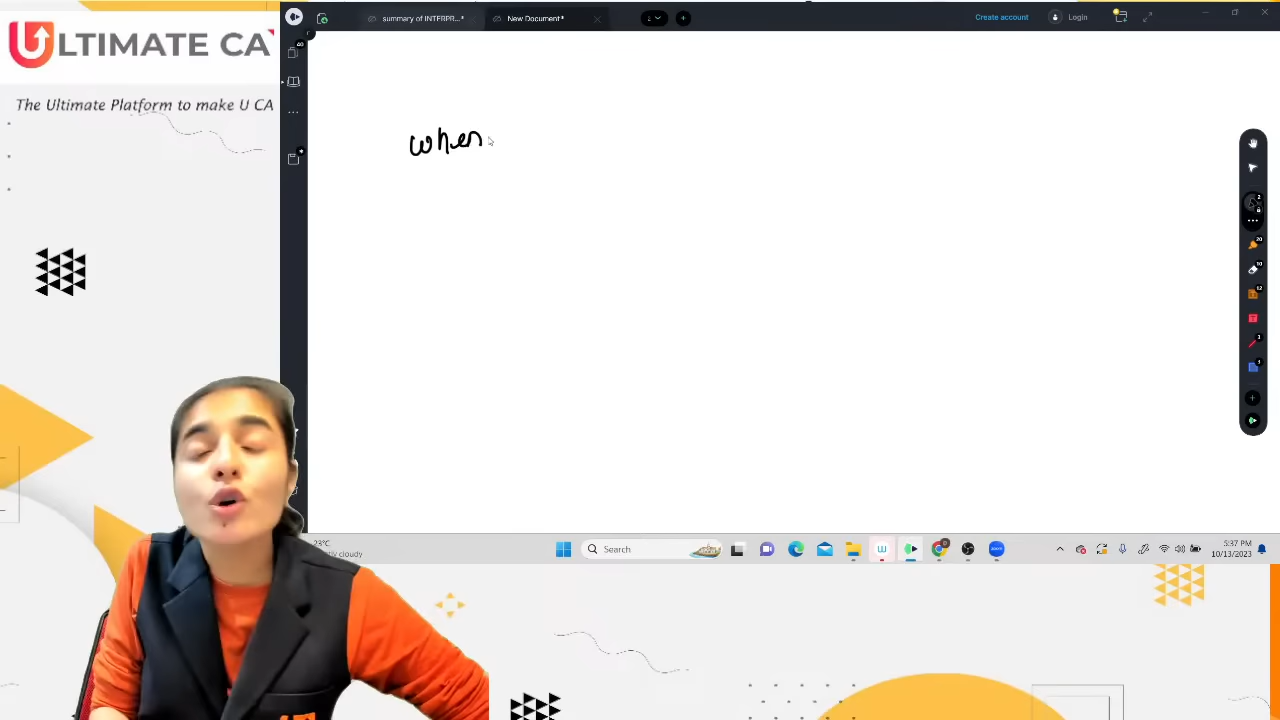 ULTIMATE CA
The Ultimate Platform to make U CA
summary of INTERPR...*
New Document*
Create account
Login
when
23°C
Search
5:37 PM
10/13/2023